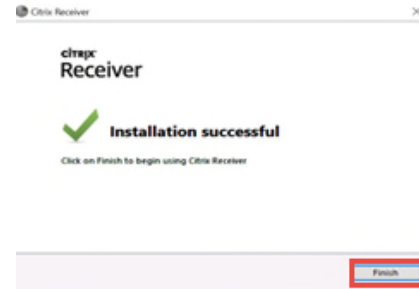 Citrix Receiver
CITRIX
Receiver
Installation successful
Click on Finish to begin using Citrix Receiver
Finish